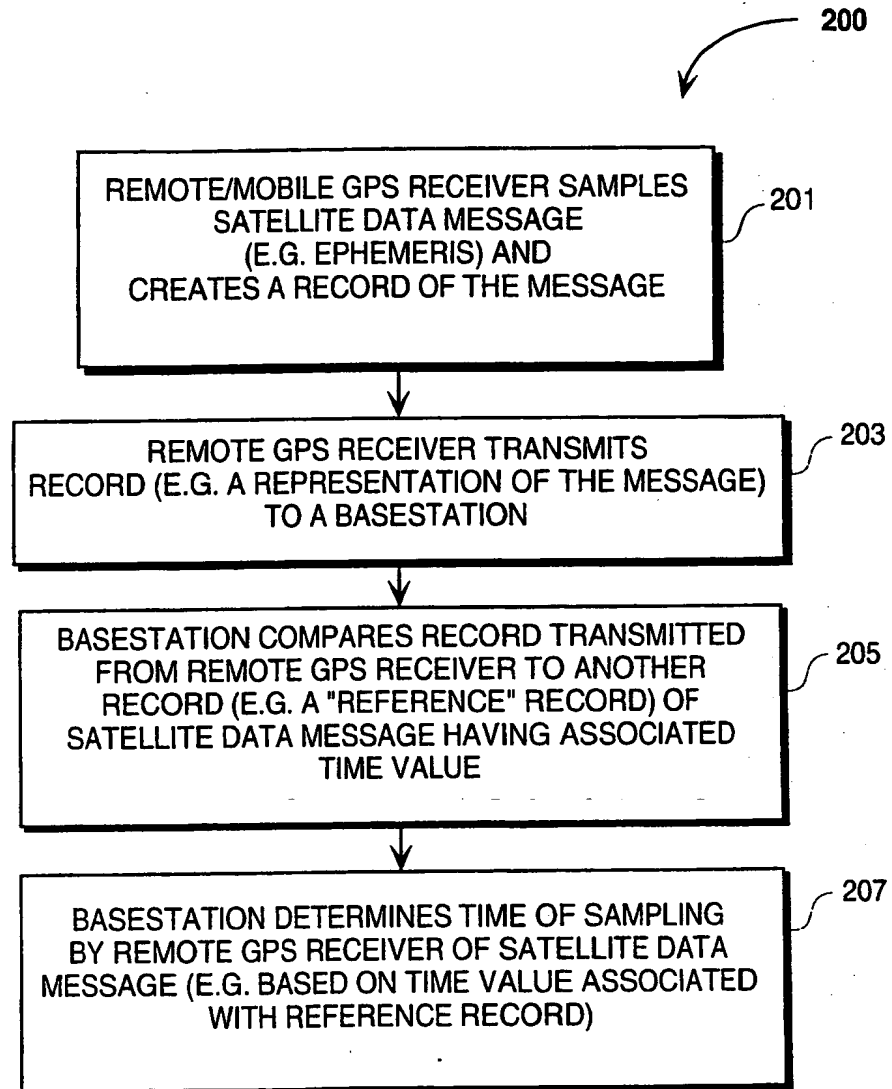 200
REMOTE/MOBILE GPS RECEIVER SAMPLES
SATELLITE DATA MESSAGE
(E.G. EPHEMERIS) AND
CREATES A RECORD OF THE MESSAGE
201
REMOTE GPS RECEIVER TRANSMITS
RECORD (E.G. A REPRESENTATION OF THE MESSAGE)
TO A BASESTATION
203
BASESTATION COMPARES RECORD TRANSMITTED
FROM REMOTE GPS RECEIVER TO ANOTHER
RECORD (E.G. A "REFERENCE" RECORD) OF
SATELLITE DATA MESSAGE HAVING ASSOCIATED
TIME VALUE
205
BASESTATION DETERMINES TIME OF SAMPLING
BY REMOTE GPS RECEIVER OF SATELLITE DATA
MESSAGE (E.G. BASED ON TIME VALUE ASSOCIATED
WITH REFERENCE RECORD)
207